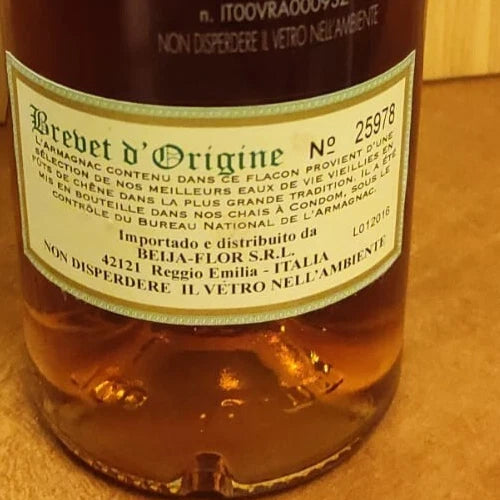 n. IT00VRA000932
NON DISPERDERE IL VETRO NELL'AMBIENTE
Brevet d'Origine Nº 25978
L'ARMAGNAC CONTENU DANS CE FLACON PROVIENT D'UNE
SÉLECTION DE NOS MEILLEURS EAUX DE VIE VIEILLIES EN
FÛTS DE CHÊNE DANS LA PLUS GRANDE TRADITION. IL A ÉTÉ
MIS EN BOUTEILLE DANS NOS CHAIS À CONDOM, SOUS LE
CONTRÔLE DU BUREAU NATIONAL DE L'ARMAGNAC.
Importado e distribuito da
BEIJA-FLOR S.R.L.
L012016
42121 Reggio Emilia - ITALIA
NON DISPERDERE IL VETRO NELL'AMBIENTE